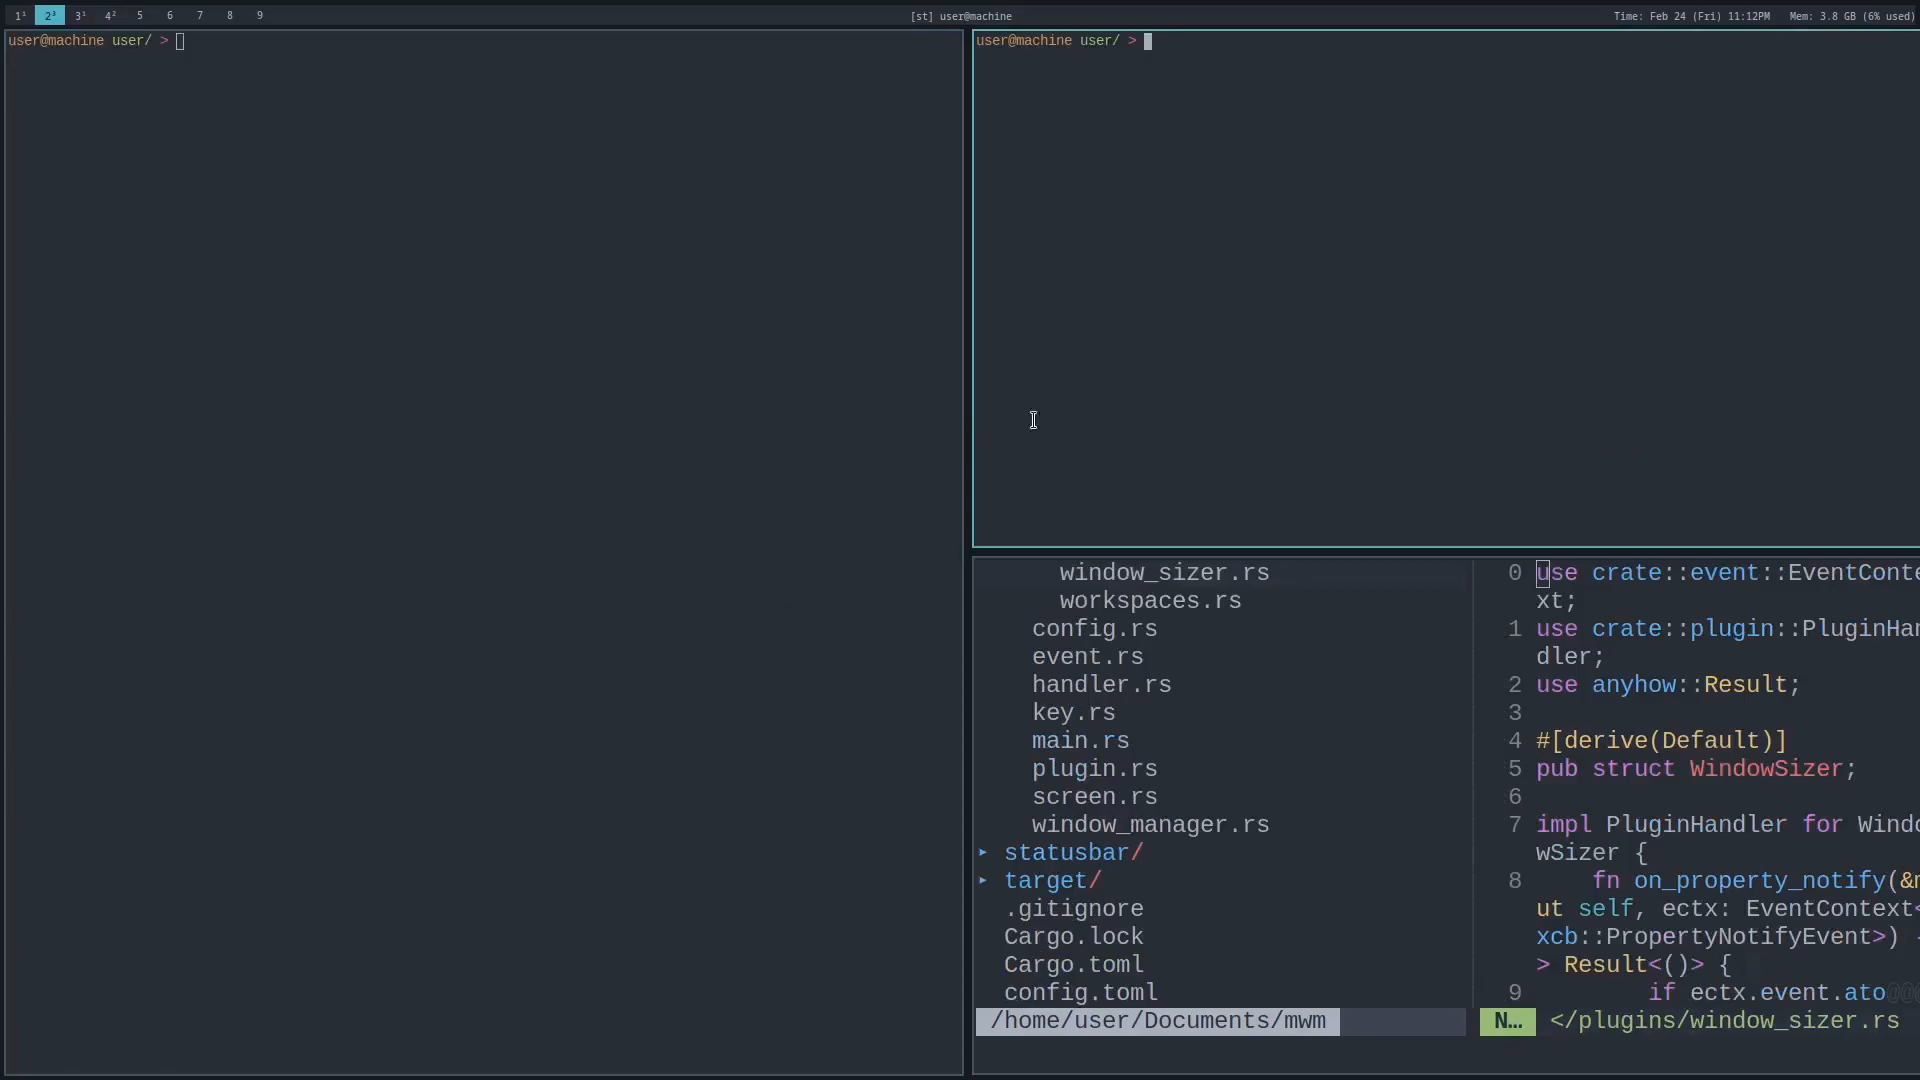 1¹ 2³ 3¹ 4² 5 6 7 8 9
[st] user@machine
Time: Feb 24 (Fri) 11:12PM Mem: 3.8 GB (6% used)
user@machine user/ >
user@machine user/ >
window_sizer.rs
workspaces.rs
config.rs
event.rs
handler.rs
key.rs
main.rs
plugin.rs
screen.rs
window_manager.rs
▸ statusbar/
▸ target/
.gitignore
Cargo.lock
Cargo.toml
config.toml
/home/user/Documents/mwm
0 use crate::event::EventConte
xt;
1 use crate::plugin::PluginHan
dler;
2 use anyhow::Result;
3
4 #[derive(Default)]
5 pub struct WindowSizer;
6
7 impl PluginHandler for Windo
wSizer {
8 fn on_property_notify(&m
ut self, ectx: EventContext<
xcb::PropertyNotifyEvent>) -
> Result<()> {
9 if ectx.event.ato@@@
N… </plugins/window_sizer.rs